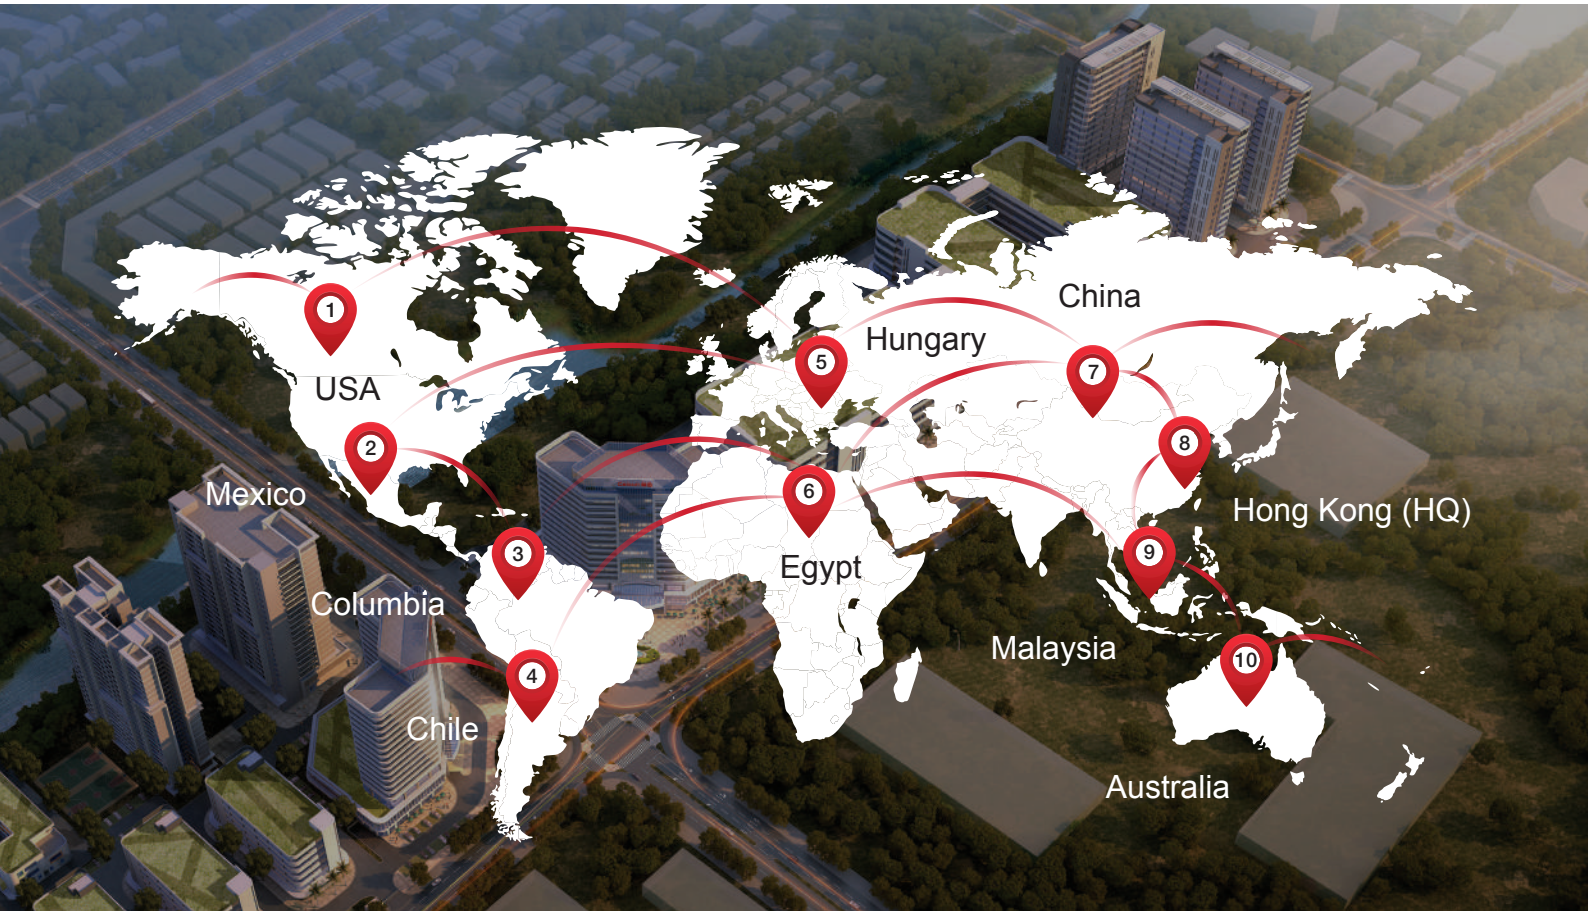 1
USA
2
Mexico
3
Columbia
4
Chile
5
Hungary
6
Egypt
7
China
8
Hong Kong (HQ)
9
Malaysia
10
Australia